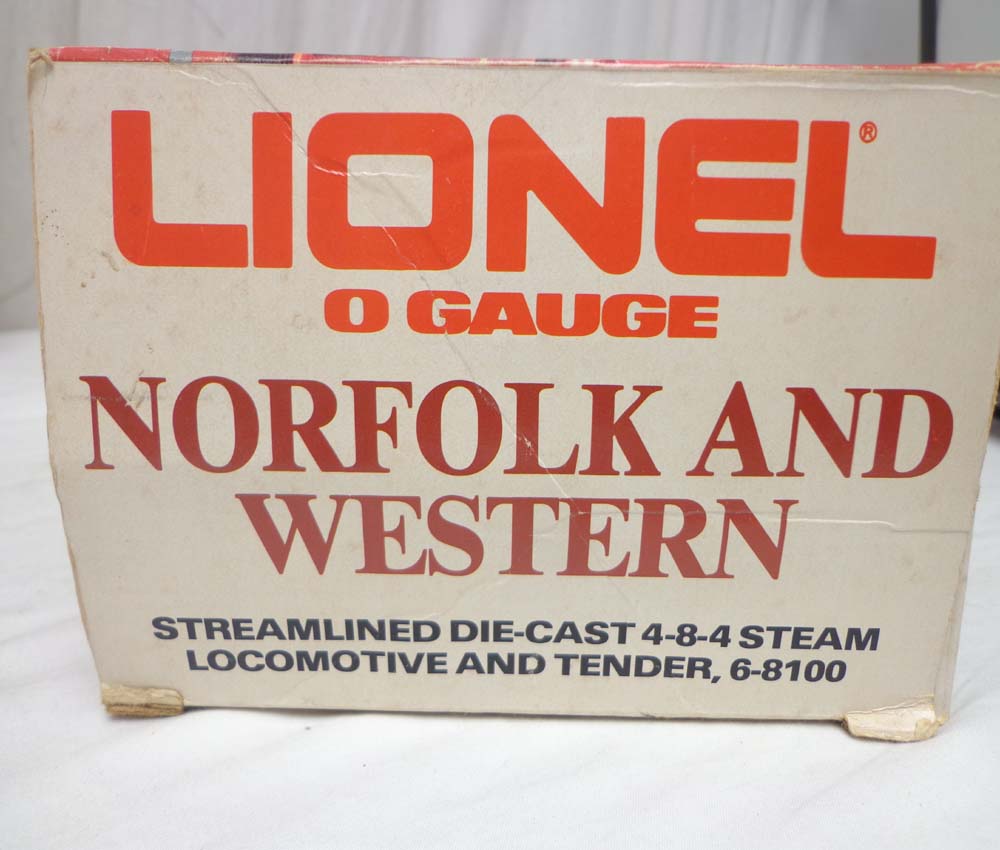 LIONEL®
O GAUGE
NORFOLK AND
WESTERN
STREAMLINED DIE-CAST 4-8-4 STEAM
LOCOMOTIVE AND TENDER, 6-8100